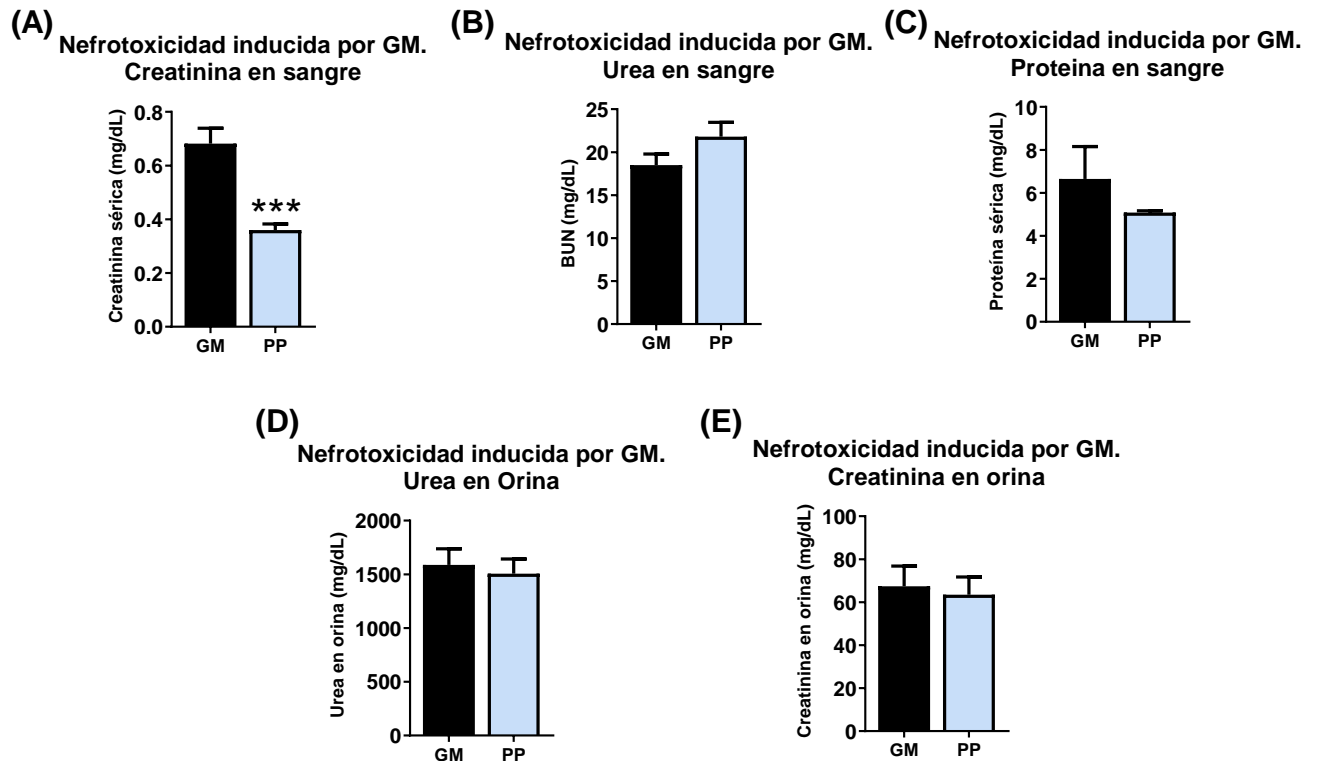 (A)
Nefrotoxicidad inducida por GM.
Creatinina en sangre
Creatinina sérica (mg/dL)
0.8
0.6
0.4
0.2
0.0
***
GM PP
(B)
Nefrotoxicidad inducida por GM.
Urea en sangre
BUN (mg/dL)
25
20
15
10
5
0
GM PP
(C)
Nefrotoxicidad inducida por GM.
Proteina en sangre
Proteína sérica (mg/dL)
10
8
6
4
2
0
GM PP
(D)
Nefrotoxicidad inducida por GM.
Urea en Orina
Urea en orina (mg/dL)
2000
1500
1000
500
0
GM PP
(E)
Nefrotoxicidad inducida por GM.
Creatinina en orina
Creatinina en orina (mg/dL)
100
80
60
40
20
0
GM PP